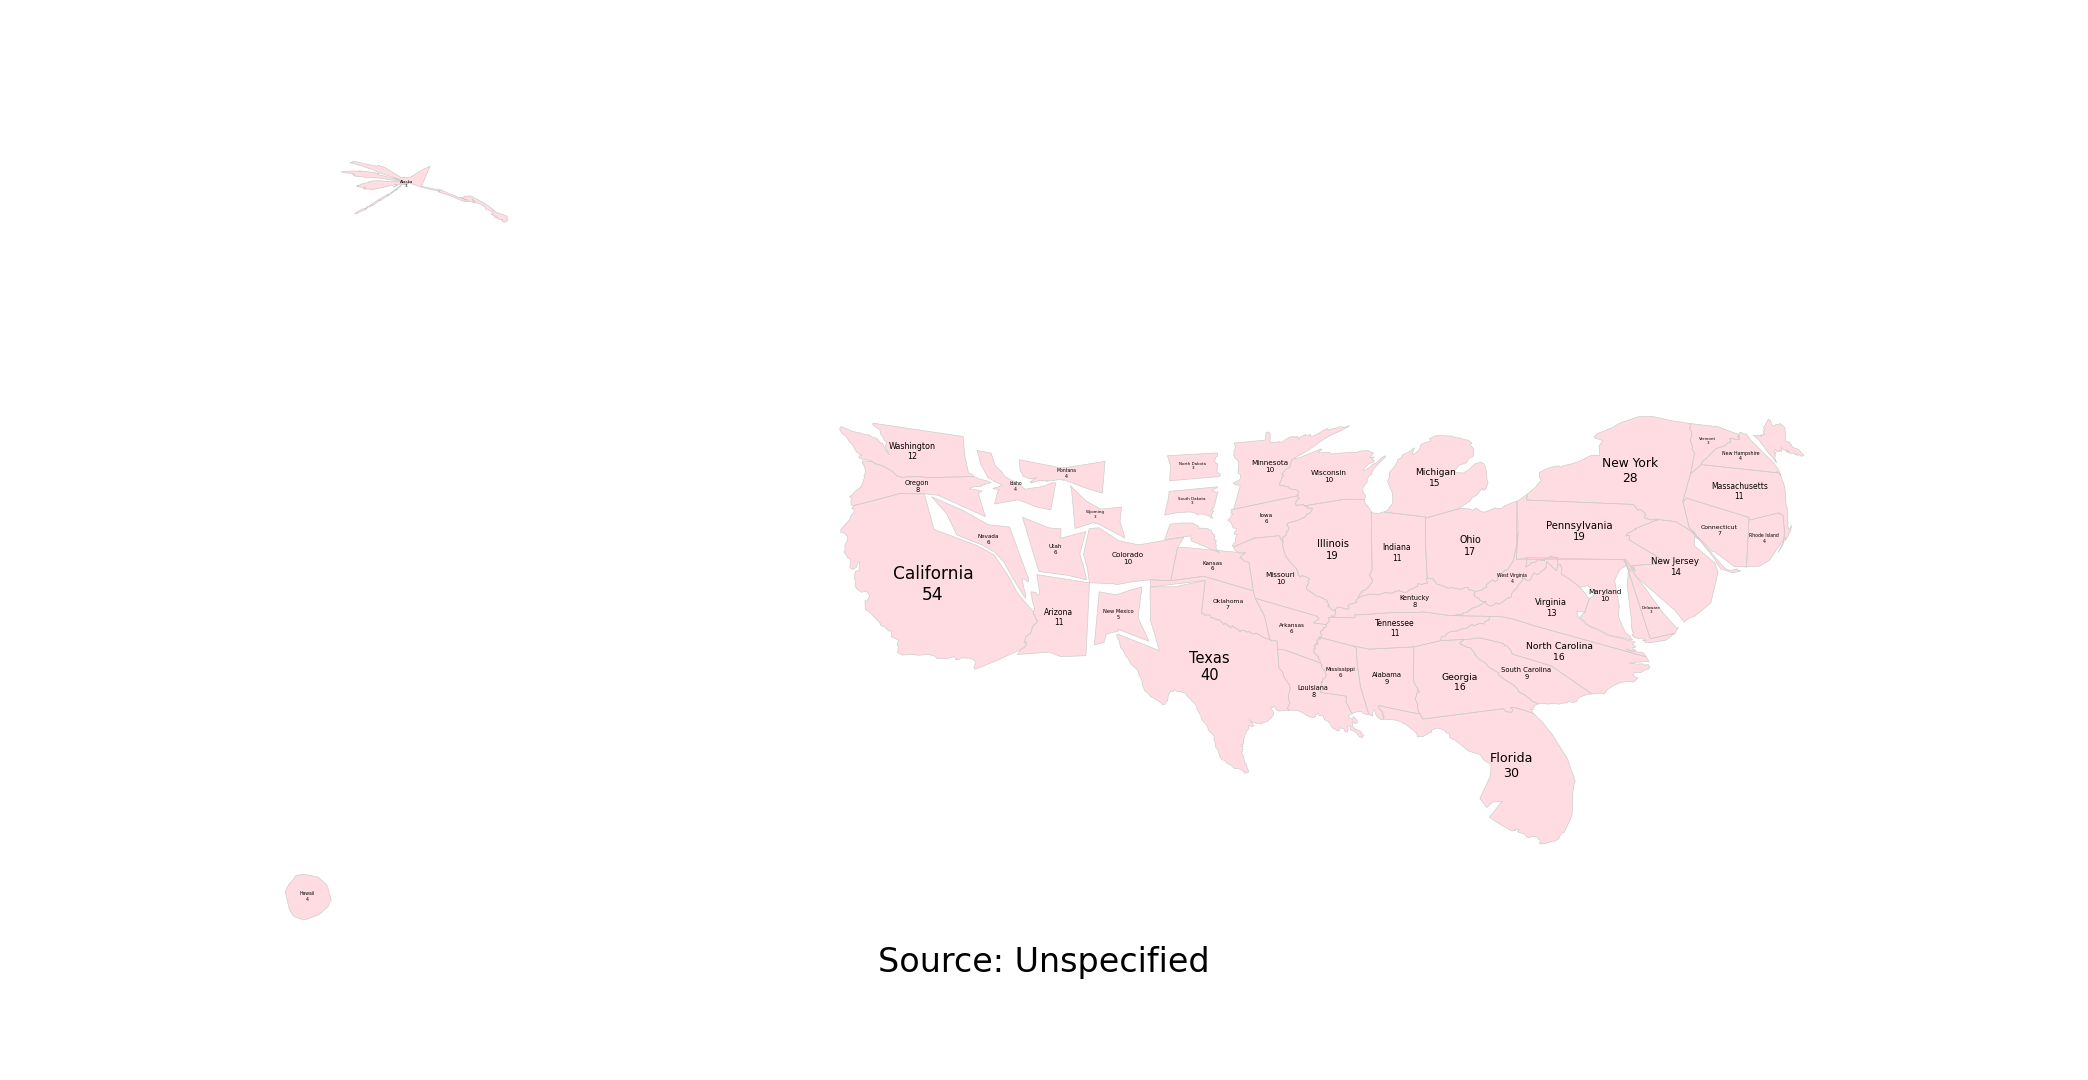 Alaska
3
Washington
12
Oregon
8
California
54
Nevada
6
Idaho
4
Montana
4
Wyoming
3
Utah
6
Colorado
10
Arizona
11
New Mexico
5
North Dakota
3
South Dakota
3
Kansas
6
Oklahoma
7
Texas
40
Minnesota
10
Iowa
6
Missouri
10
Arkansas
6
Louisiana
8
Wisconsin
10
Illinois
19
Mississippi
6
Michigan
15
Indiana
11
Kentucky
8
Tennessee
11
Alabama
9
Ohio
17
West Virginia
4
Georgia
16
Florida
30
South Carolina
9
North Carolina
16
Virginia
13
Maryland
10
Delaware
3
Pennsylvania
19
New Jersey
14
New York
28
Vermont
3
New Hampshire
4
Massachusetts
11
Connecticut
7
Rhode Island
4
Hawaii
4
Source: Unspecified